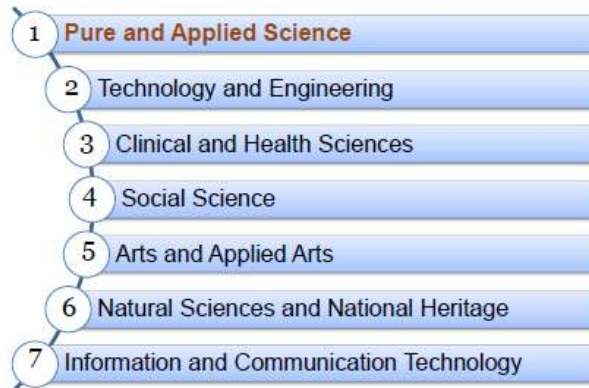 1 Pure and Applied Science
2 Technology and Engineering
3 Clinical and Health Sciences
4 Social Science
5 Arts and Applied Arts
6 Natural Sciences and National Heritage
7 Information and Communication Technology